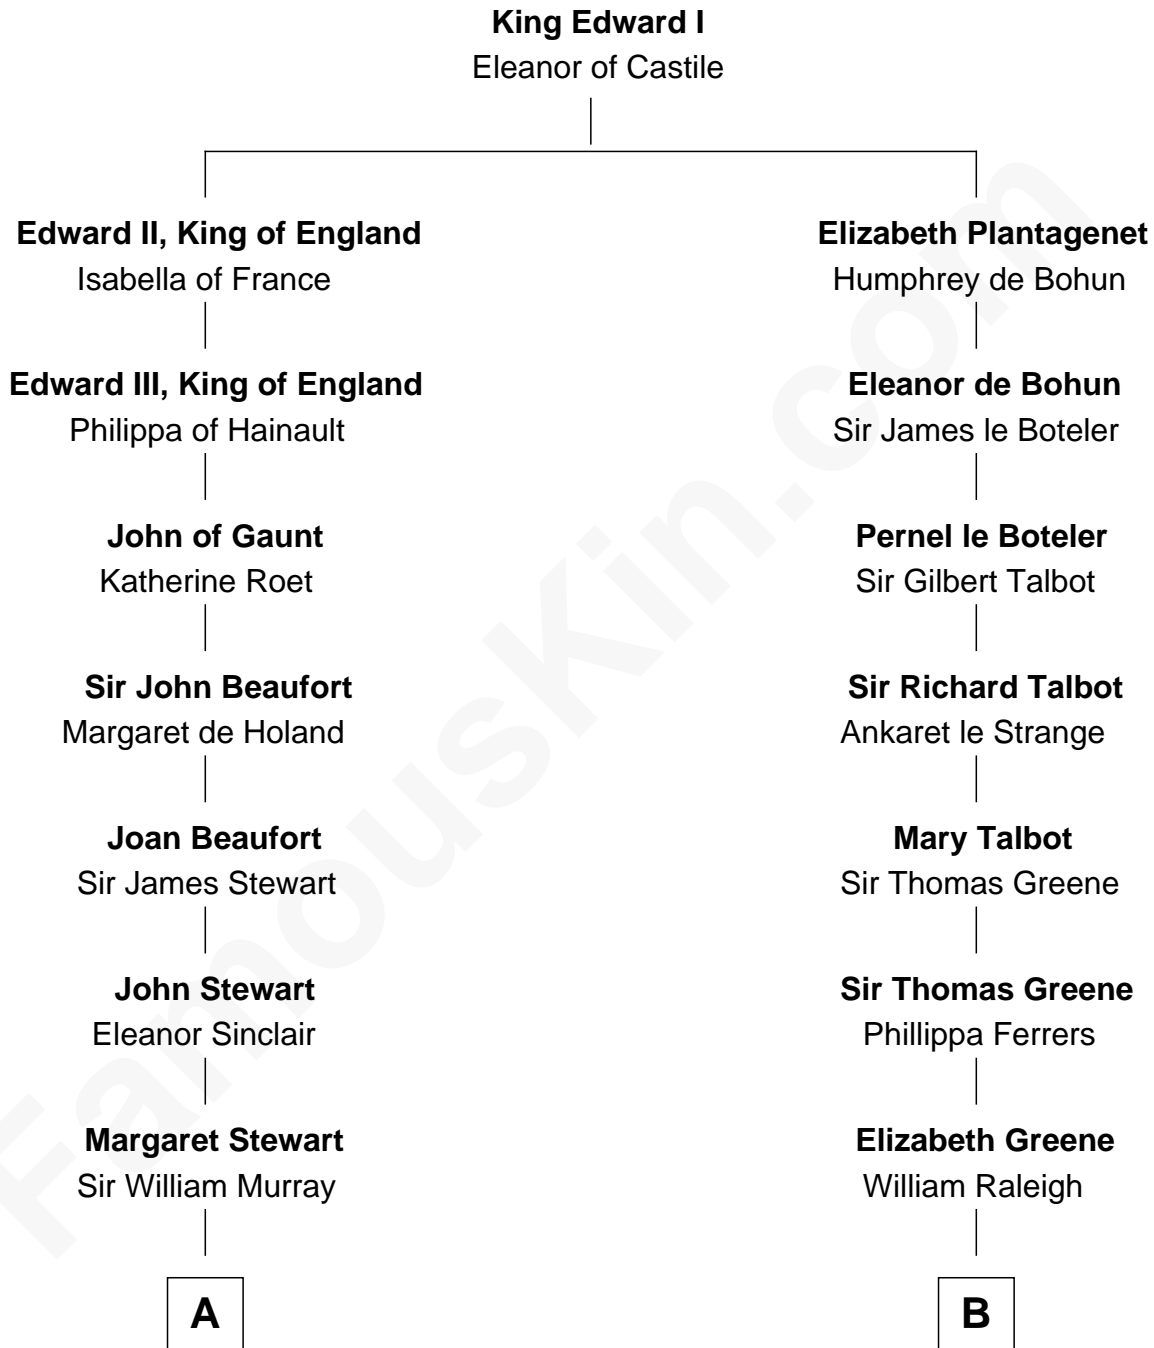 King Edward I
Eleanor of Castile
Edward II, King of England
Isabella of France
Edward III, King of England
Philippa of Hainault
John of Gaunt
Katherine Roet
Sir John Beaufort
Margaret de Holand
Joan Beaufort
Sir James Stewart
John Stewart
Eleanor Sinclair
Margaret Stewart
Sir William Murray
A
Elizabeth Plantagenet
Humphrey de Bohun
Eleanor de Bohun
Sir James le Boteler
Pernel le Boteler
Sir Gilbert Talbot
Sir Richard Talbot
Ankaret le Strange
Mary Talbot
Sir Thomas Greene
Sir Thomas Greene
Phillippa Ferrers
Elizabeth Greene
William Raleigh
B
FamousKin.com